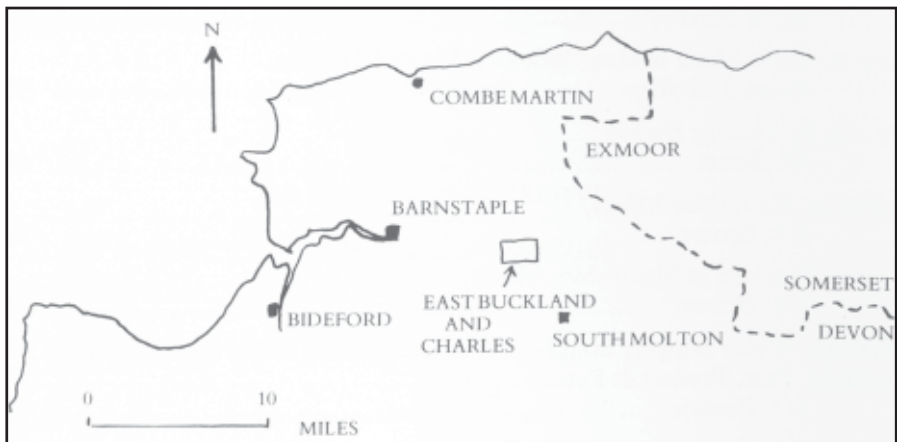 N
COMBE MARTIN
EXMOOR
BARNSTAPLE
SOMERSET
EAST BUCKLAND
AND
CHARLES
BIDEFORD
SOUTH MOLTON
DEVON
0 10
MILES